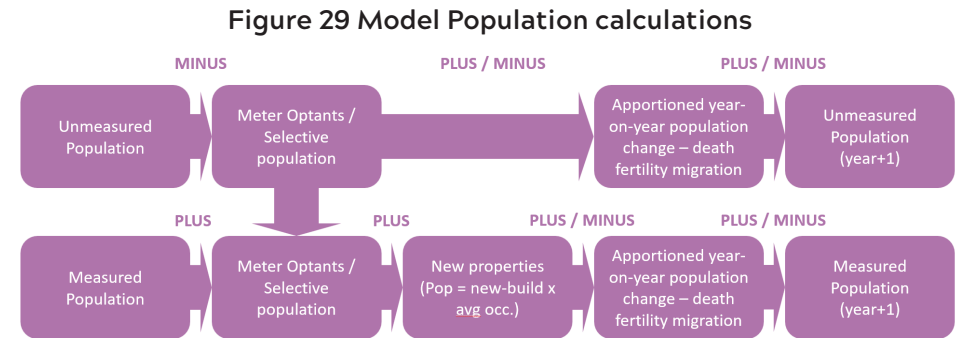 Figure 29 Model Population calculations
MINUS
PLUS / MINUS
PLUS / MINUS
Unmeasured
Population
Meter Optants /
Selective
population
Apportioned year-
on-year population
change – death
fertility migration
Unmeasured
Population
(year+1)
PLUS
PLUS
PLUS / MINUS
PLUS / MINUS
Measured
Population
Meter Optants /
Selective
population
New properties
(Pop = new-build x
avg occ.)
Apportioned year-
on-year population
change – death
fertility migration
Measured
Population
(year+1)